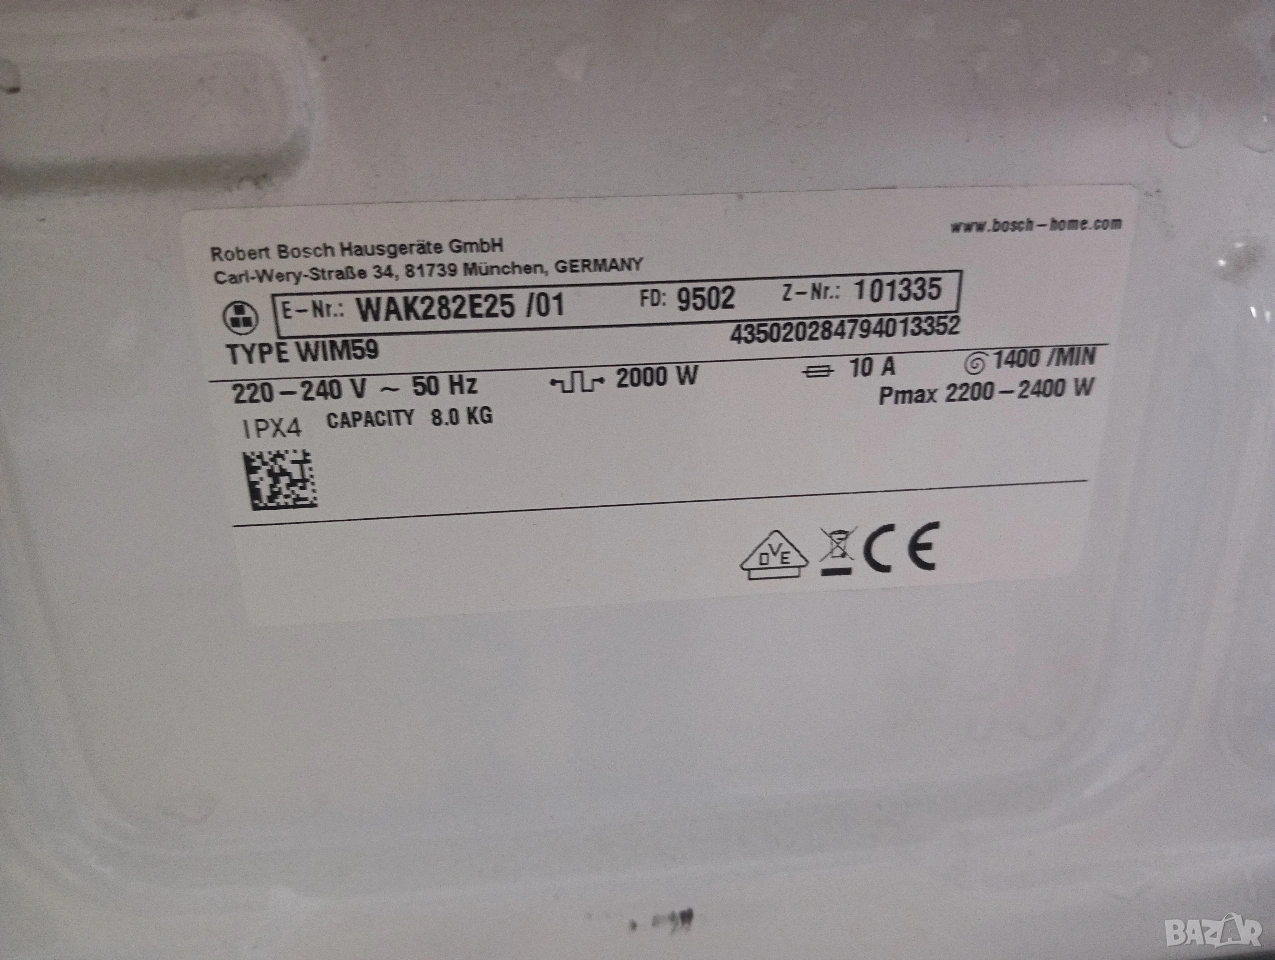 Robert Bosch Hausgeräte GmbH
www.bosch-home.com
Carl-Wery-Straße 34, 81739 München, GERMANY
E-Nr.: WAK282E25 /01 FD: 9502 Z-Nr.: 101335
TYPE WIM59 435020284794013352
220-240 V ~ 50 Hz 2000 W 10 A 1400 /MIN
Pmax 2200-2400 W
IPX4 CAPACITY 8.0 KG
DVE CE
BAZAR